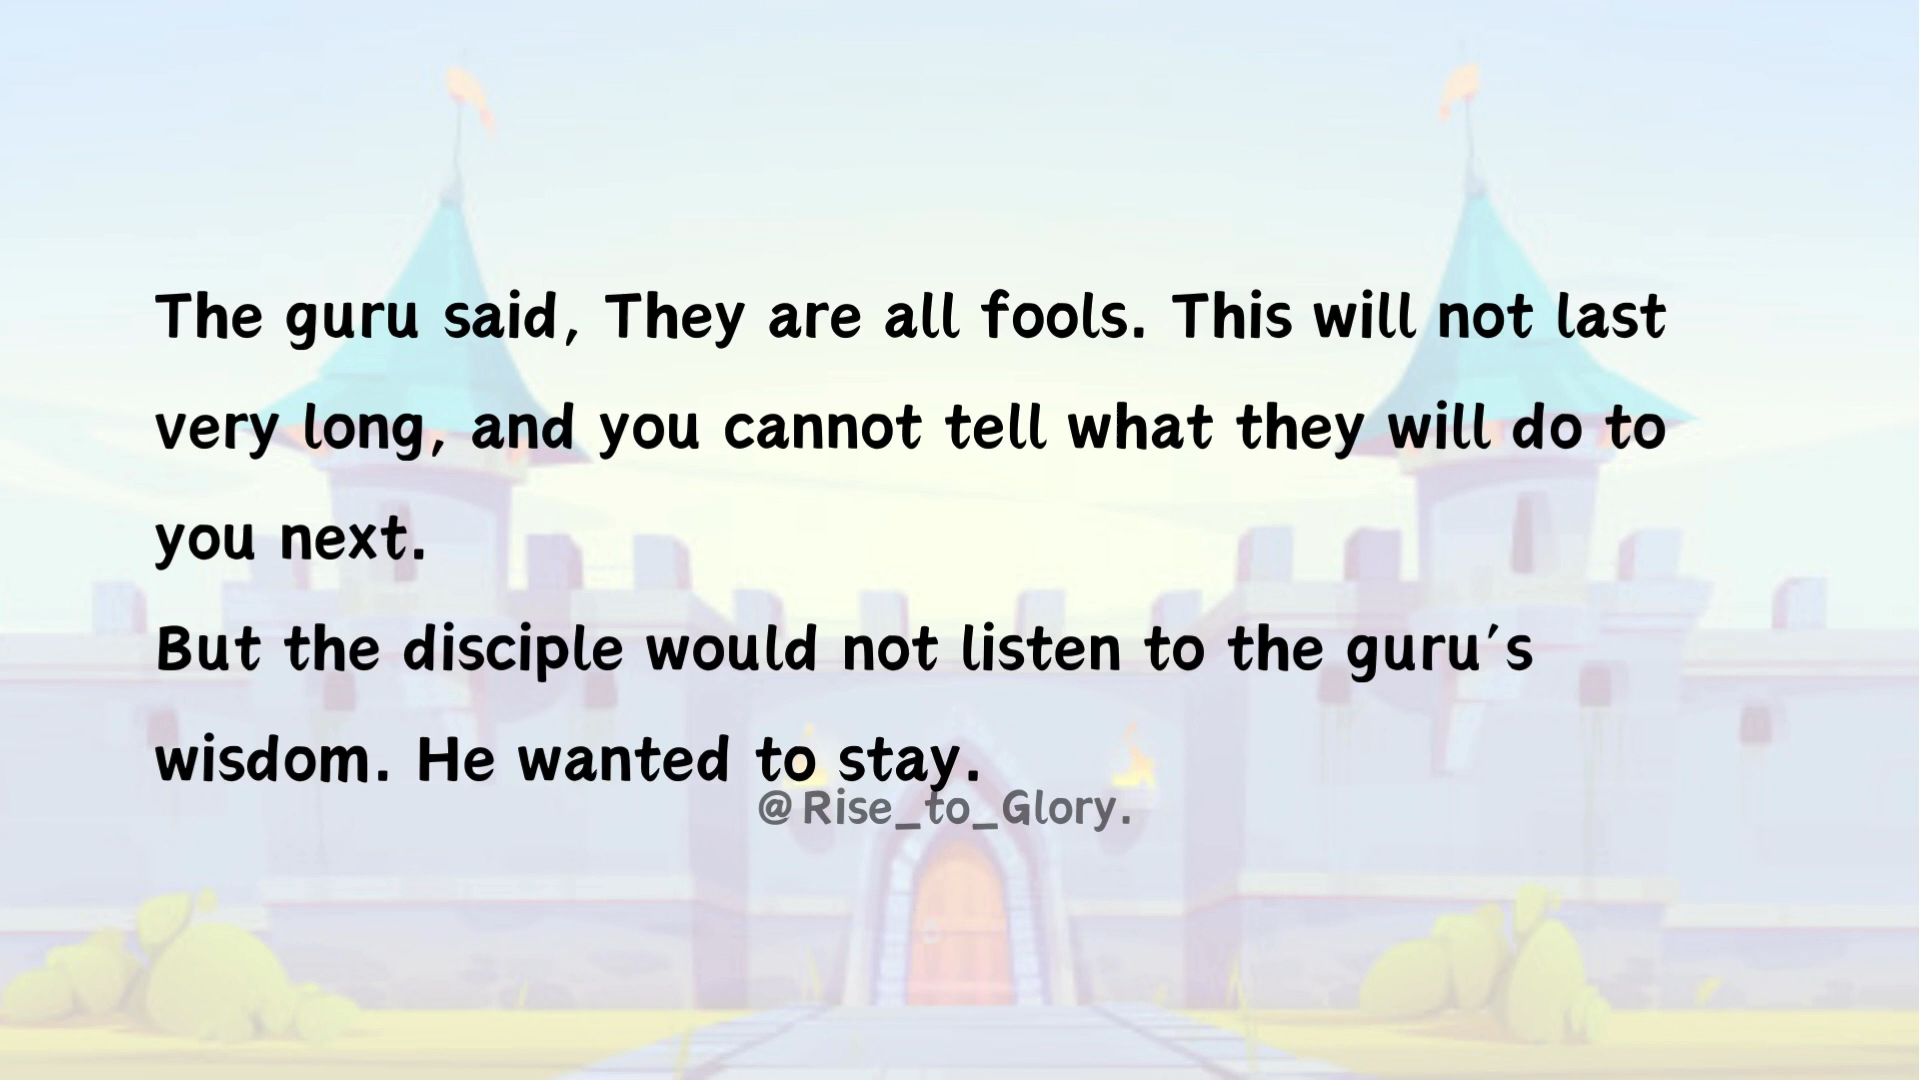 The guru said, They are all fools. This will not last
very long, and you cannot tell what they will do to
you next.
But the disciple would not listen to the guru's
wisdom. He wanted to stay.
@Rise_to_Glory.